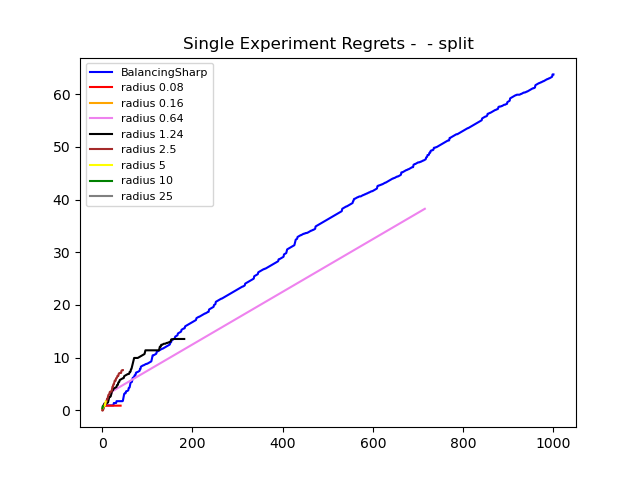 Single Experiment Regrets -  - split
BalancingSharp
radius 0.08
radius 0.16
radius 0.64
radius 1.24
radius 2.5
radius 5
radius 10
radius 25
60
50
40
30
20
10
0
0 200 400 600 800 1000